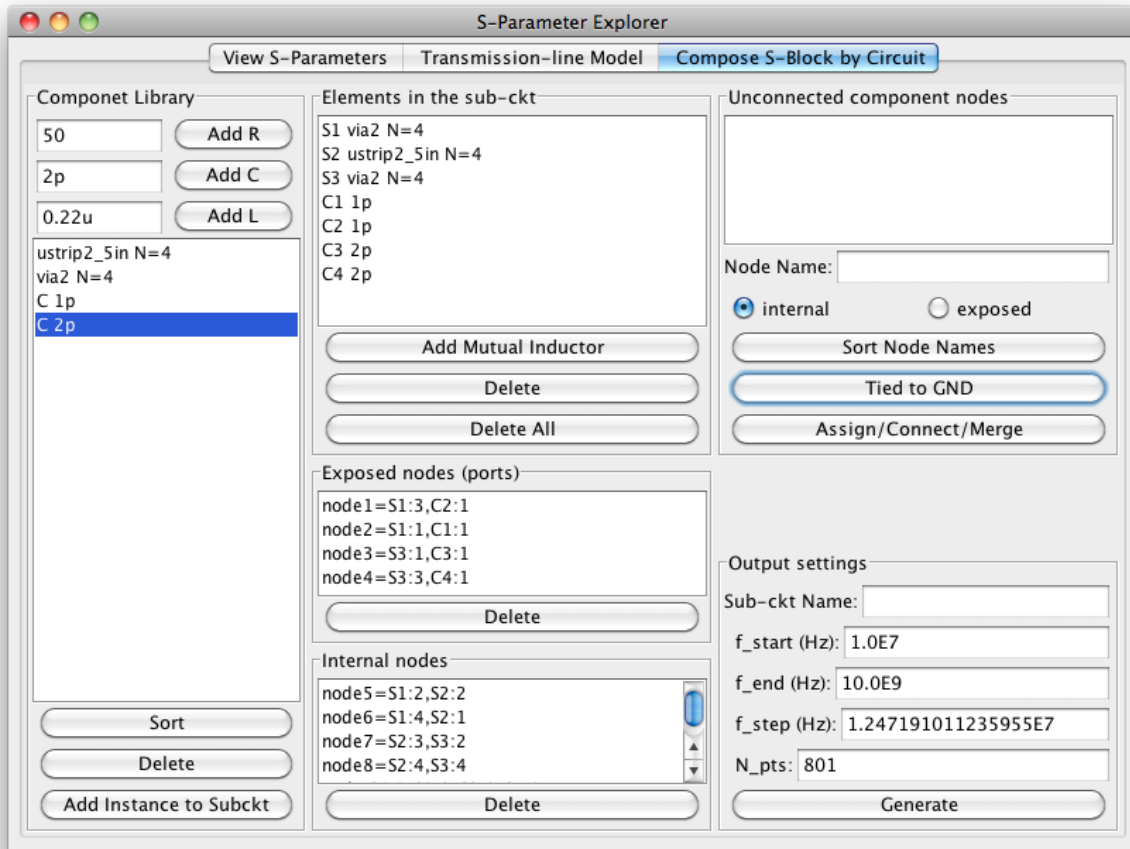 S-Parameter Explorer
View S-Parameters
Transmission-line Model
Compose S-Block by Circuit
Componet Library
50
Add R
2p
Add C
0.22u
Add L
ustrip2_5in N=4
via2 N=4
C 1p
C 2p
Sort
Delete
Add Instance to Subckt
Elements in the sub-ckt
S1 via2 N=4
S2 ustrip2_5in N=4
S3 via2 N=4
C1 1p
C2 1p
C3 2p
C4 2p
Add Mutual Inductor
Delete
Delete All
Exposed nodes (ports)
node1=S1:3,C2:1
node2=S1:1,C1:1
node3=S3:1,C3:1
node4=S3:3,C4:1
Delete
Internal nodes
node5=S1:2,S2:2
node6=S1:4,S2:1
node7=S2:3,S3:2
node8=S2:4,S3:4
Delete
Unconnected component nodes
Node Name:
internal
exposed
Sort Node Names
Tied to GND
Assign/Connect/Merge
Output settings
Sub-ckt Name:
f_start (Hz): 1.0E7
f_end (Hz): 10.0E9
f_step (Hz): 1.247191011235955E7
N_pts: 801
Generate